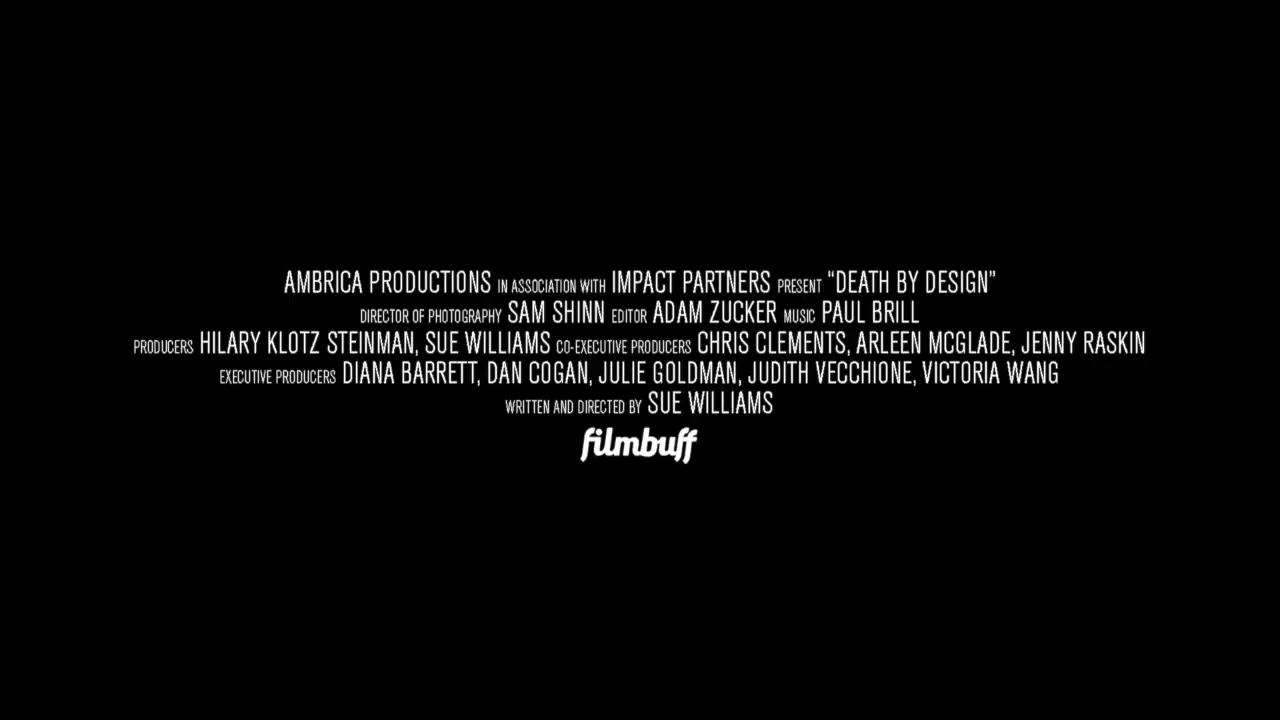 AMBRICA PRODUCTIONS IN ASSOCIATION WITH IMPACT PARTNERS PRESENT “DEATH BY DESIGN”
DIRECTOR OF PHOTOGRAPHY SAM SHINN EDITOR ADAM ZUCKER MUSIC PAUL BRILL
PRODUCERS HILARY KLOTZ STEINMAN, SUE WILLIAMS CO-EXECUTIVE PRODUCERS CHRIS CLEMENTS, ARLEEN MCGLADE, JENNY RASKIN
EXECUTIVE PRODUCERS DIANA BARRETT, DAN COGAN, JULIE GOLDMAN, JUDITH VECCHIONE, VICTORIA WANG
WRITTEN AND DIRECTED BY SUE WILLIAMS
filmbuff